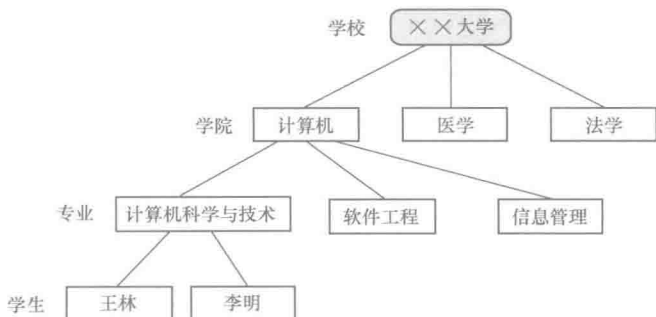 学校 ××大学
学院 计算机 医学 法学
专业 计算机科学与技术 软件工程 信息管理
学生 王林 李明